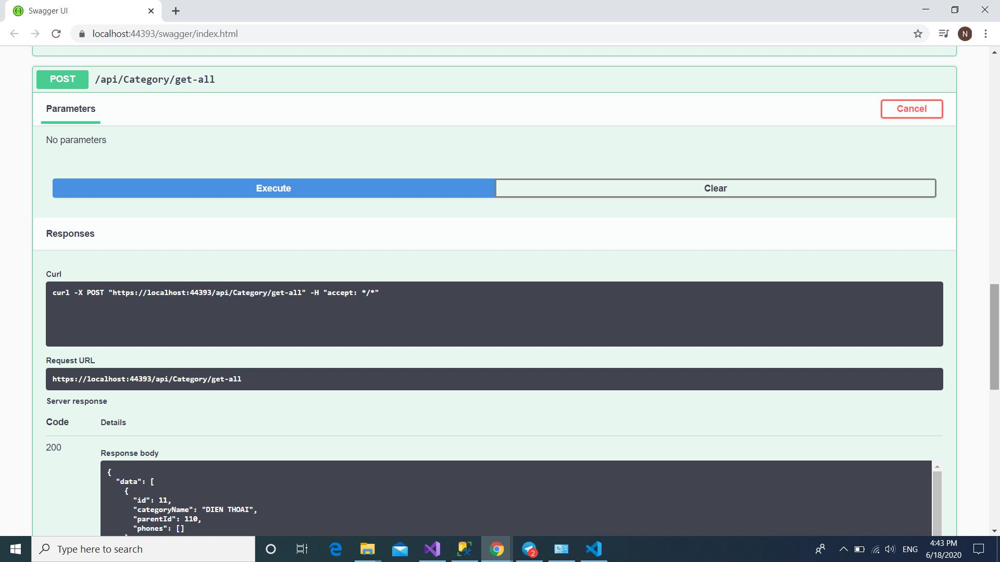 Swagger UI
localhost:44393/swagger/index.html
N
POST /api/Category/get-all
Parameters
Cancel
No parameters
Execute
Clear
Responses
Curl
curl -X POST "https://localhost:44393/api/Category/get-all" -H "accept: */*"
Request URL
https://localhost:44393/api/Category/get-all
Server response
Code Details
200
Response body
{
"data": [
{
"id": 11,
"categoryName": "DIEN THOAI",
"parentId": 110,
"phones": []
Type here to search
2
ENG
4:43 PM
6/18/2020